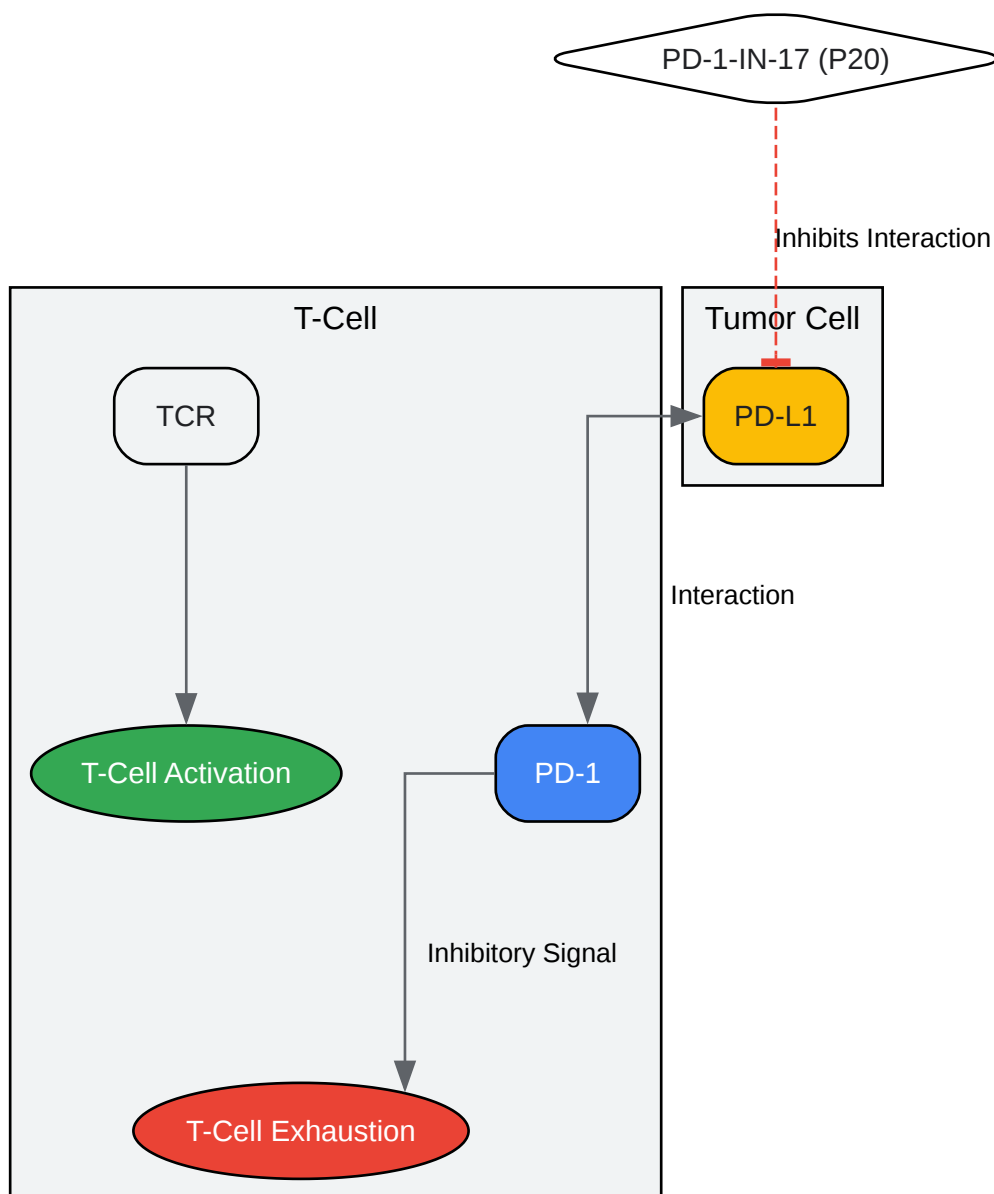 PD-1-IN-17 (P20)
Inhibits Interaction
T-Cell
Tumor Cell
TCR
PD-L1
Interaction
T-Cell Activation
PD-1
Inhibitory Signal
T-Cell Exhaustion